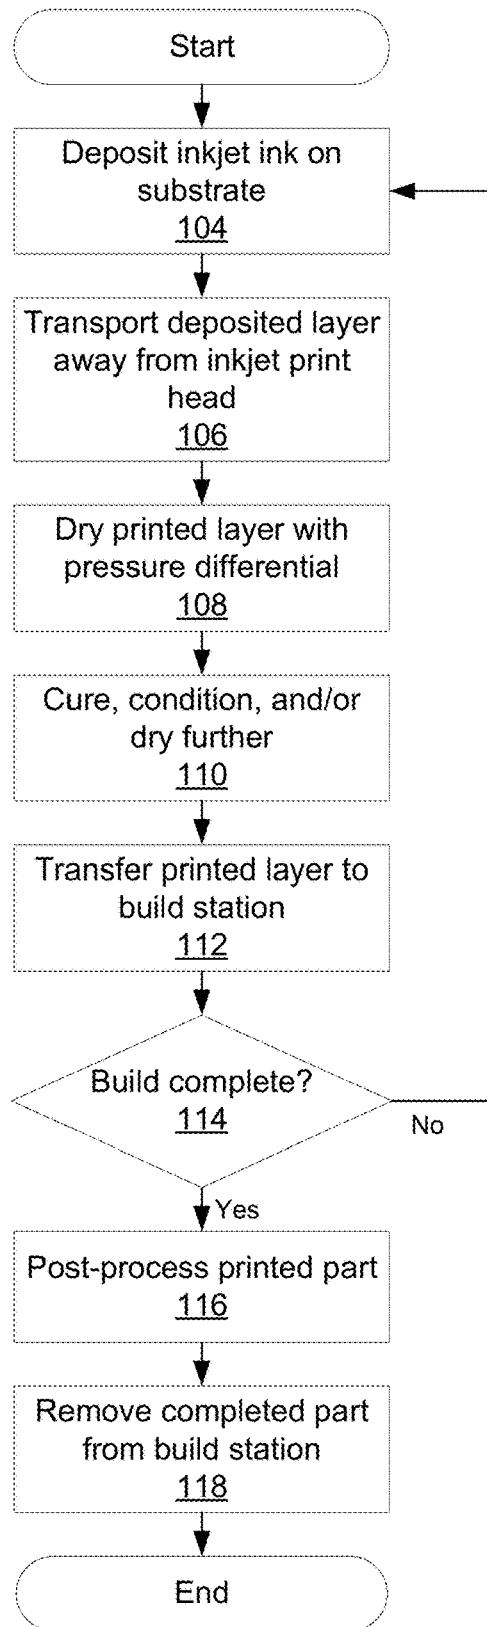 Start
Deposit inkjet ink on
substrate
104
Transport deposited layer
away from inkjet print
head
106
Dry printed layer with
pressure differential
108
Cure, condition, and/or
dry further
110
Transfer printed layer to
build station
112
Build complete?
114
No
Yes
Post-process printed part
116
Remove completed part
from build station
118
End